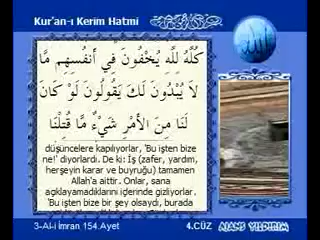 Kur'an-ı Kerim Hatmi
كُلَّهُ لِلَّهِ يُخْفُونَ فِي أَنفُسِهِم مَّا
لَا يُبْدُونَ لَكَ يَقُولُونَ لَوْ كَانَ
لَنَا مِنَ الْأَمْرِ شَيْءٌ مَّا قُتِلْنَا
düşüncelere kapılıyorlar, 'Bu işten bize
ne!' diyorlardı. De ki: İş (zafer, yardım,
herşeyin karar ve buyruğu) tamamen
Allah'a aittir. Onlar, sana
açıklayamadıklarını içlerinde gizliyorlar.
'Bu işten bize bir şey olsaydı, burada
3-Al-i İmran 154.Ayet
4.CÜZ
AJANS YILDIRIM